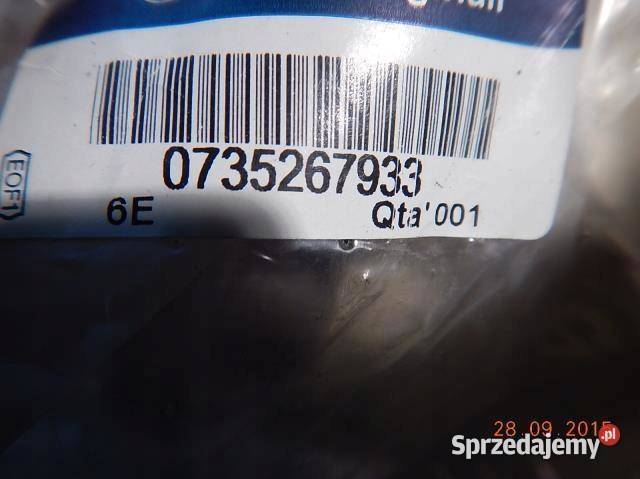 0735267933
EOF1
6E Qta'001
28.09.2015
Sprzedajemy.pl